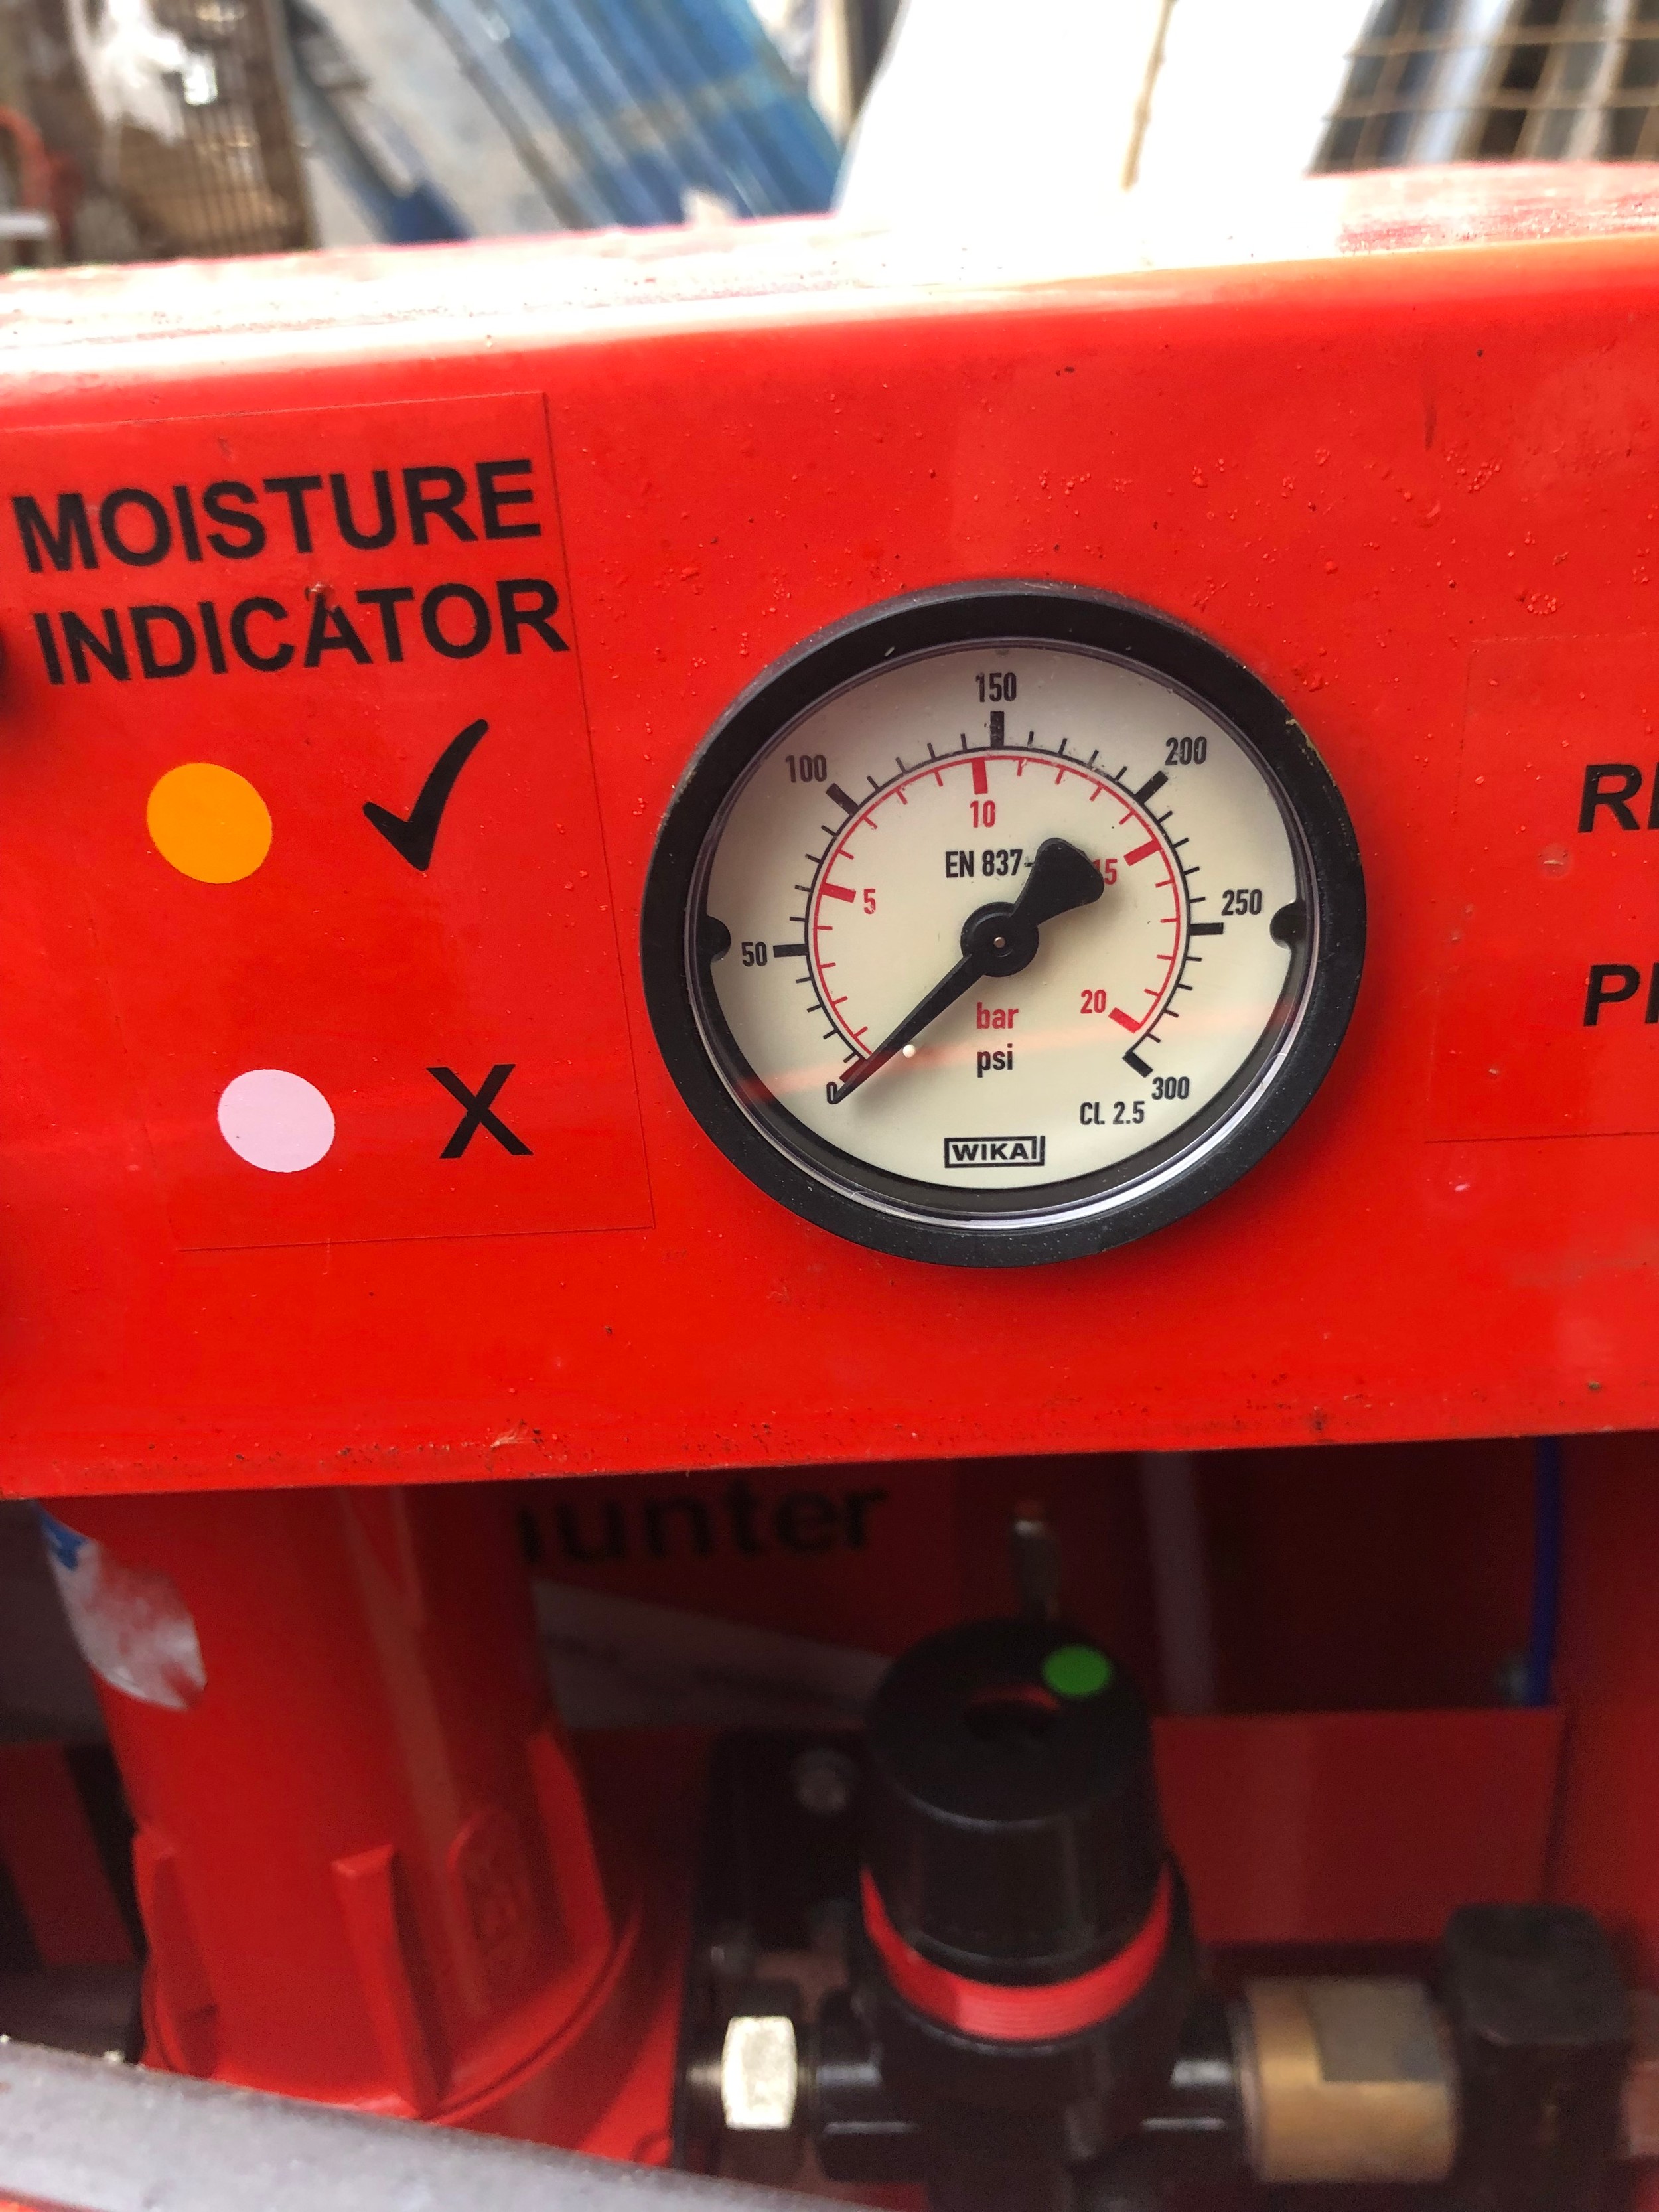 MOISTURE
INDICATOR
✓
X
0
50
100
150
200
250
300
5
10
15
20
EN 837-
bar
psi
CL 2.5
WIKA
RE
unter